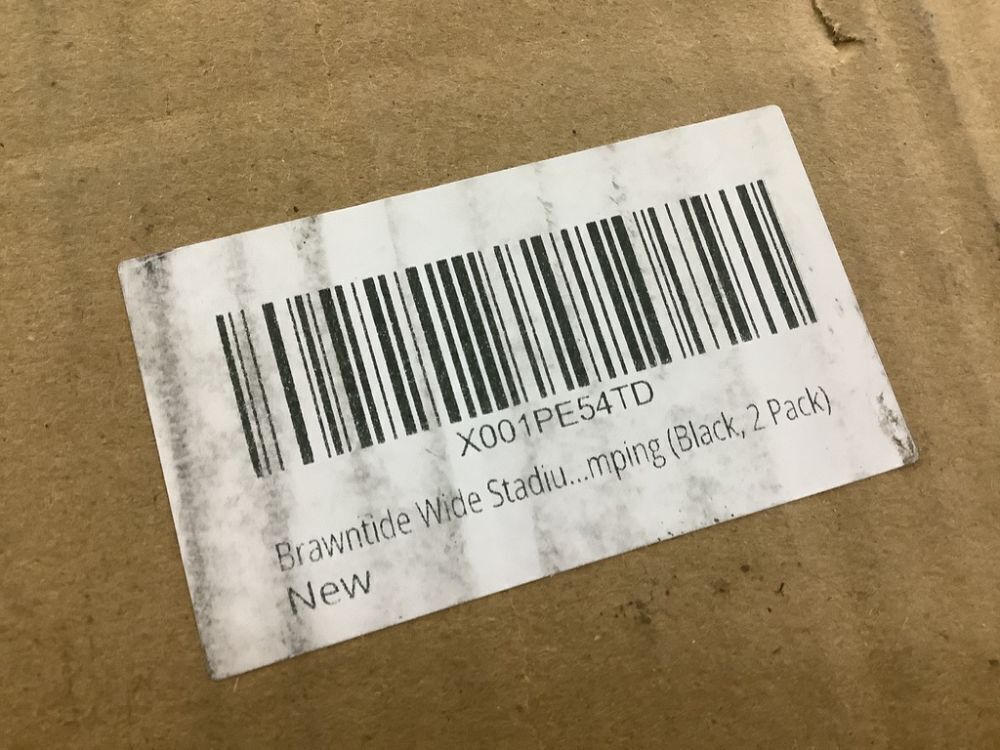 X001PE54TD
Brawntide Wide Stadiu...mping (Black, 2 Pack)
New